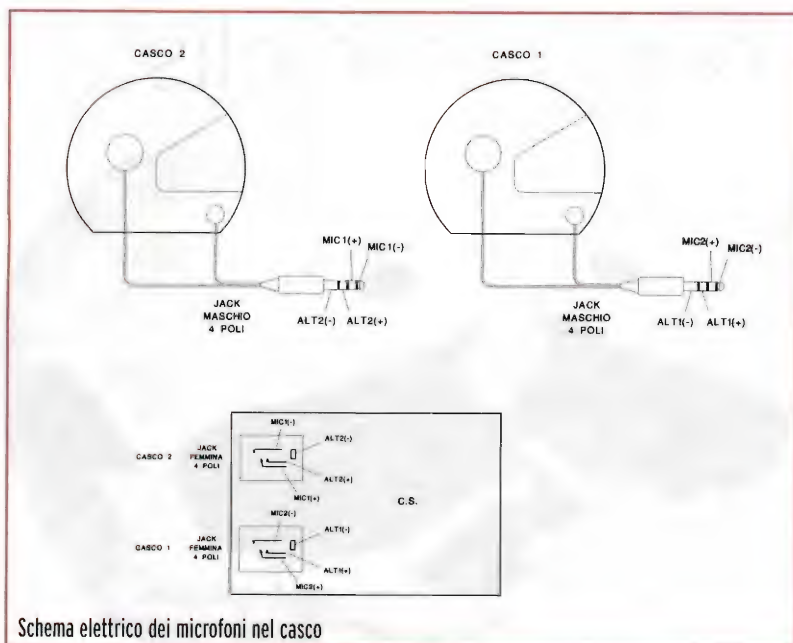 CASCO 2
CASCO 1
MIC1(+)
MIC1(-)
JACK
MASCHIO
4 POLI
ALT2(-)
ALT2(+)
MIC2(+)
MIC2(-)
JACK
MASCHIO
4 POLI
ALT1(-)
ALT1(+)
CASCO 2
JACK
FEMMINA
4 POLI
MIC1(-)
ALT2(-)
ALT2(+)
MIC1(+)
C.S.
CASCO 1
JACK
FEMMINA
4 POLI
MIC2(-)
ALT1(-)
ALT1(+)
MIC2(+)
Schema elettrico dei microfoni nel casco